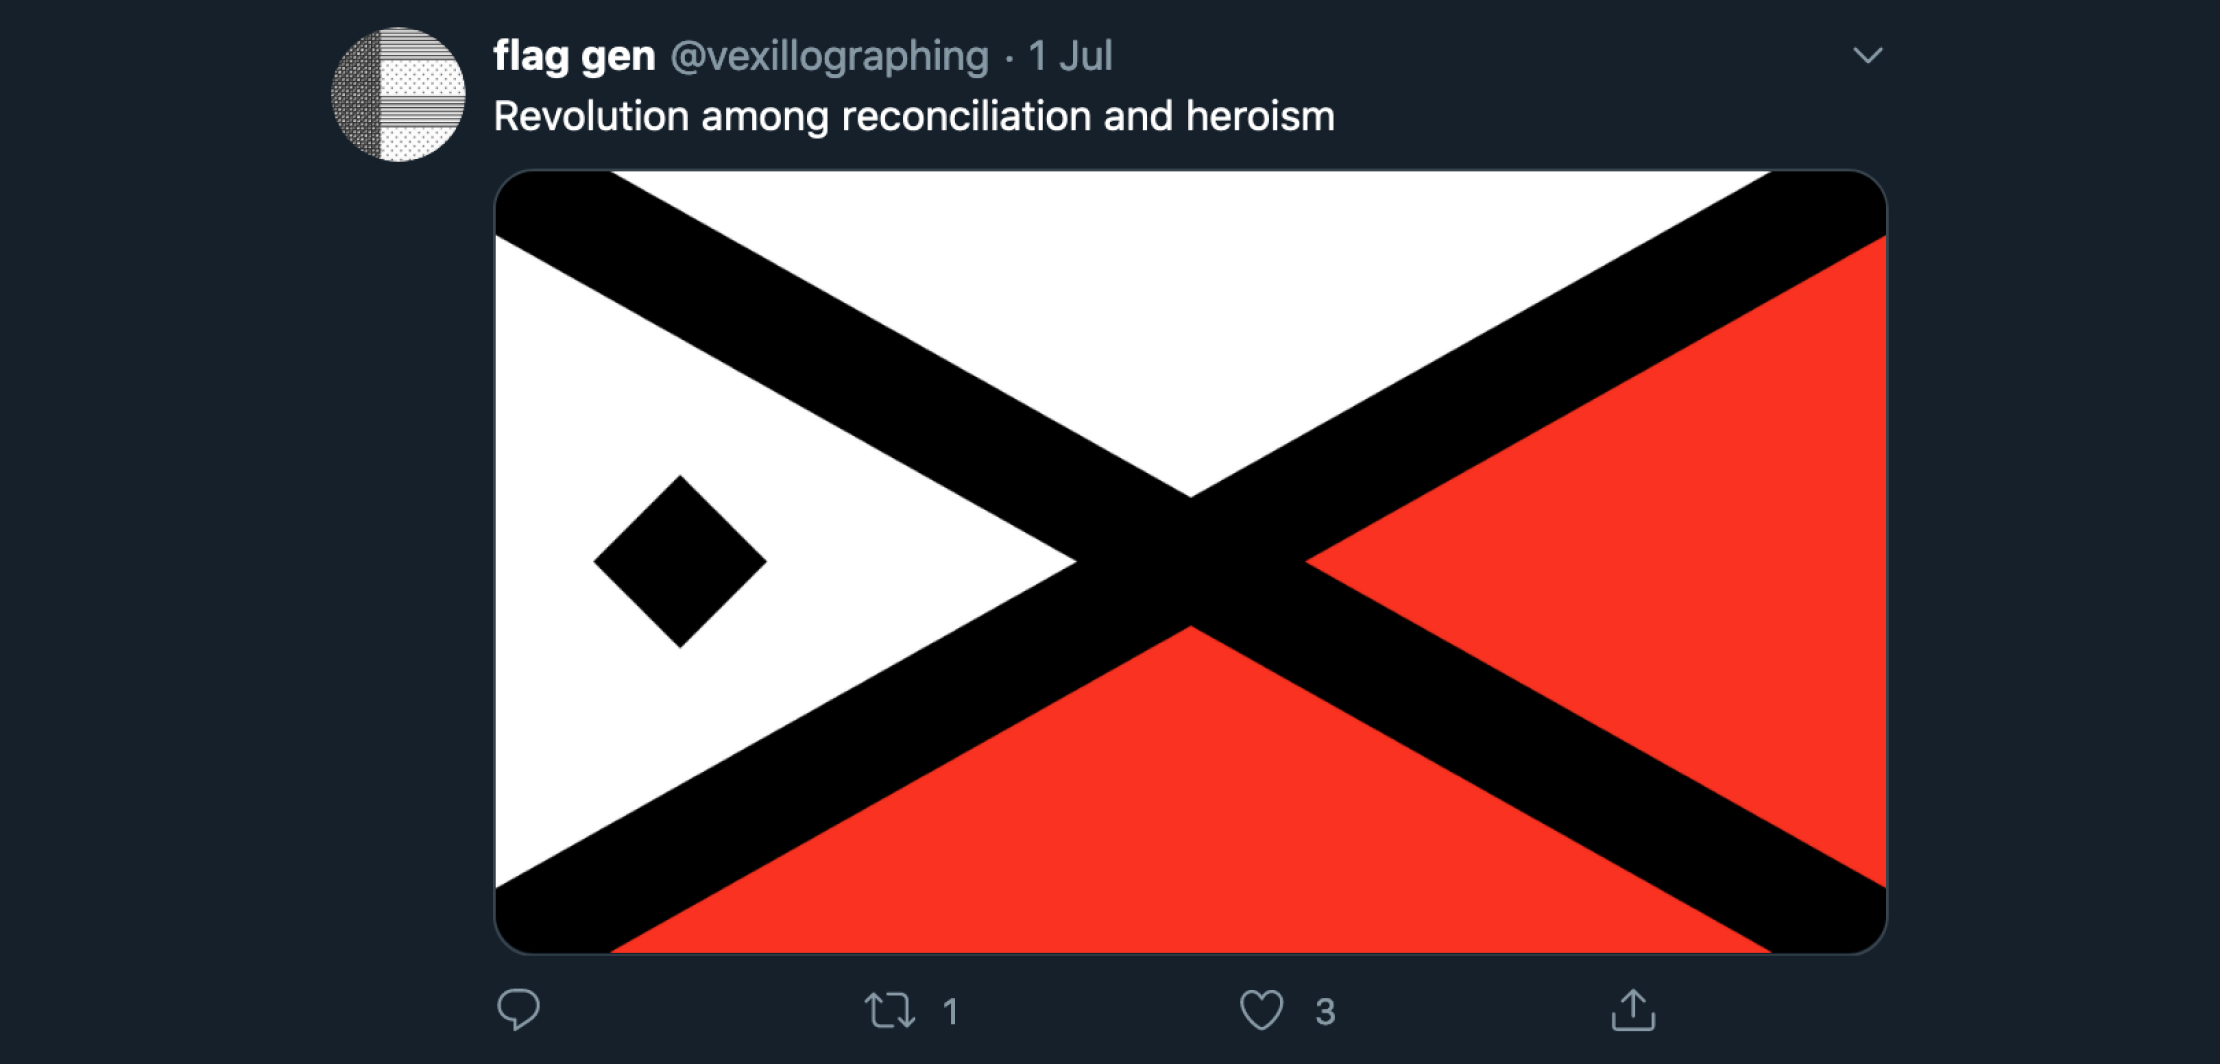 flag gen @vexillographing · 1 Jul
Revolution among reconciliation and heroism
1 3